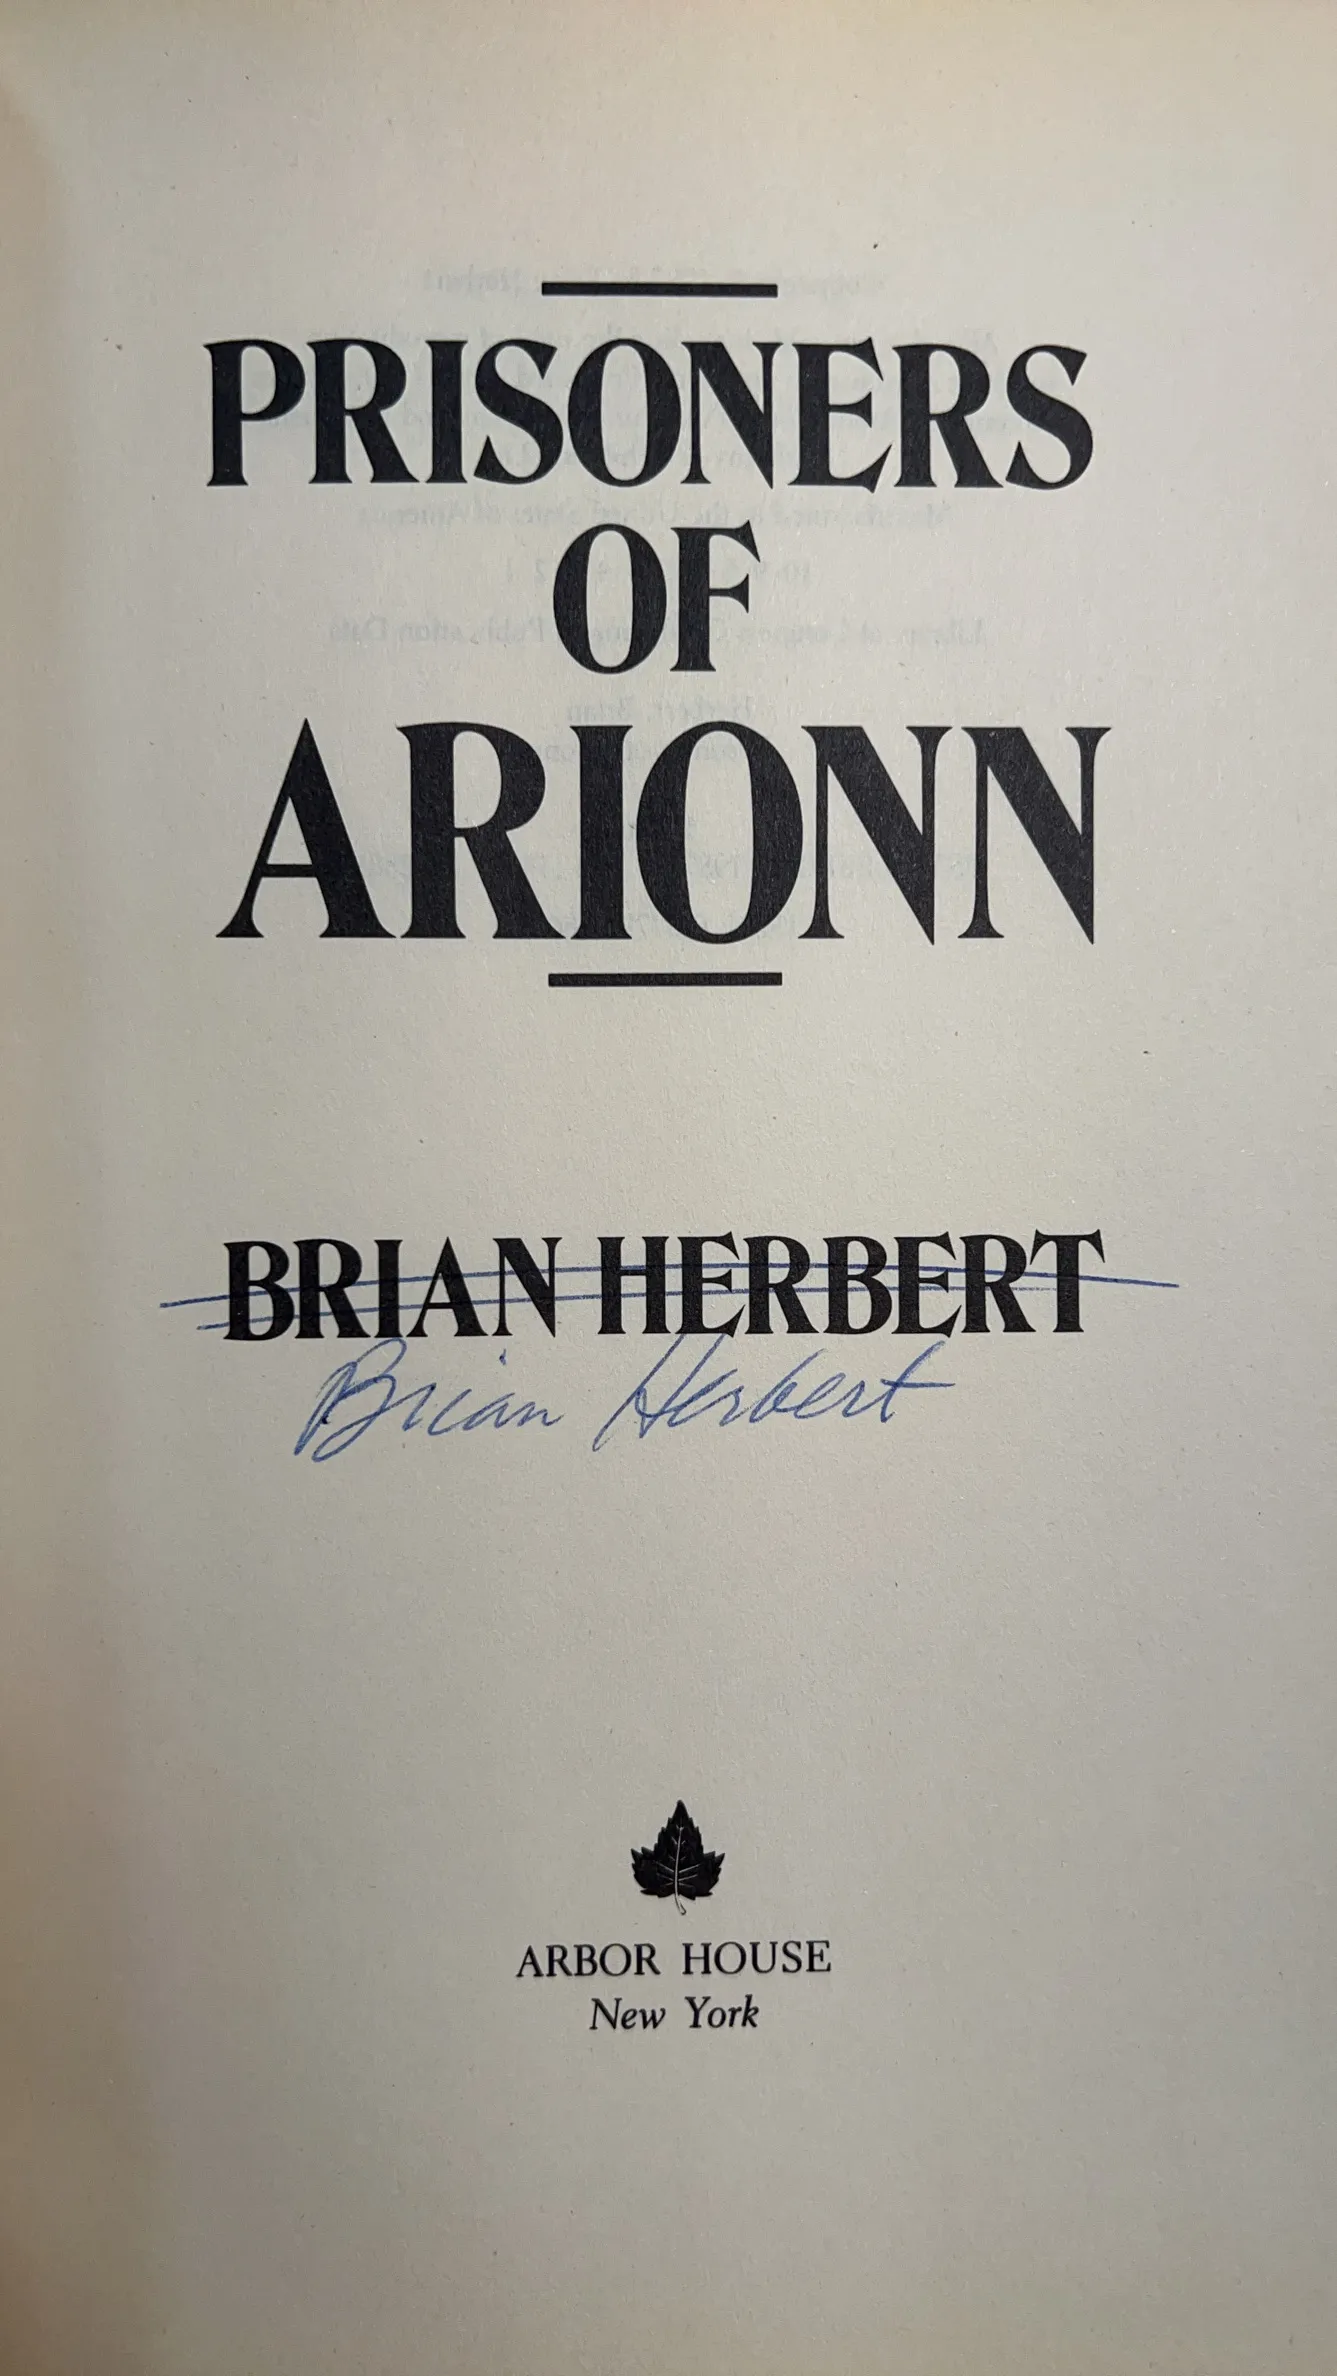 PRISONERS
OF
ARIONN
BRIAN HERBERT
Brian Herbert
ARBOR HOUSE
New York